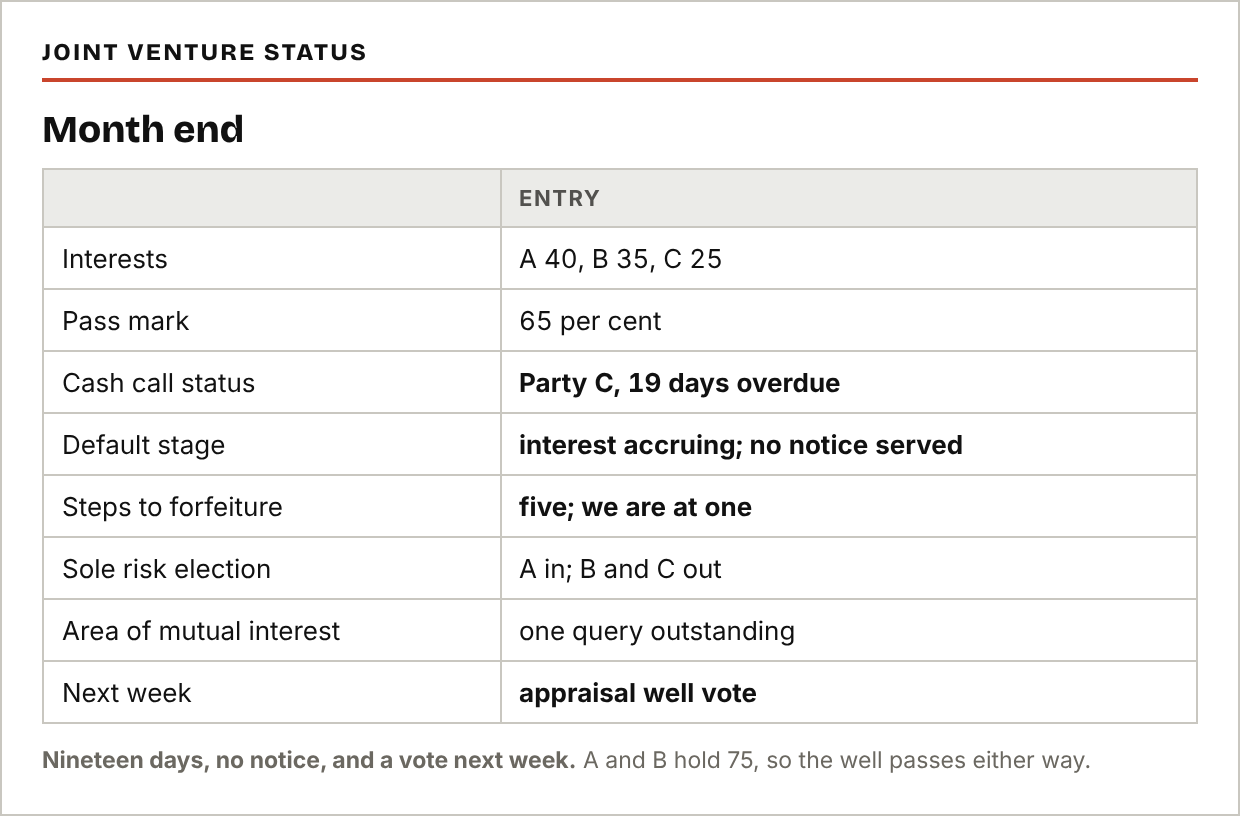 JOINT VENTURE STATUS
Month end
ENTRY
Interests A 40, B 35, C 25
Pass mark 65 per cent
Cash call status Party C, 19 days overdue
Default stage interest accruing; no notice served
Steps to forfeiture five; we are at one
Sole risk election A in; B and C out
Area of mutual interest one query outstanding
Next week appraisal well vote
Nineteen days, no notice, and a vote next week. A and B hold 75, so the well passes either way.